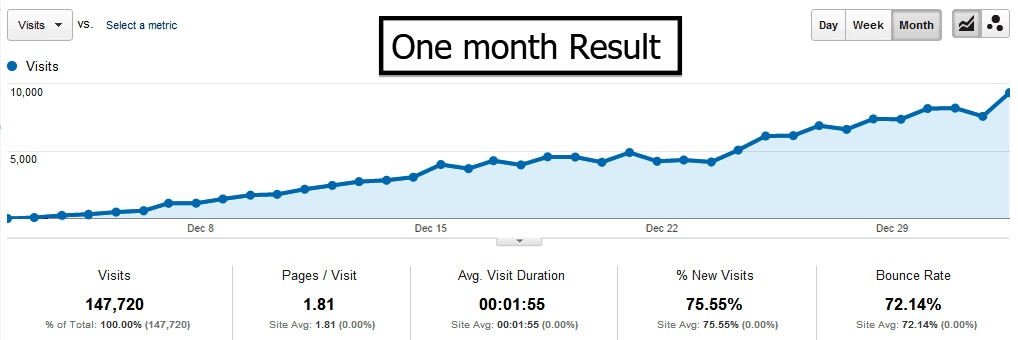 Visits vs. Select a metric
One month Result
Day Week Month
Visits
10,000
5,000
Dec 8 Dec 15 Dec 22 Dec 29
Visits Pages / Visit Avg. Visit Duration % New Visits Bounce Rate
147,720 1.81 00:01:55 75.55% 72.14%
% of Total: 100.00% (147,720) Site Avg: 1.81 (0.00%) Site Avg: 00:01:55 (0.00%) Site Avg: 75.55% (0.00%) Site Avg: 72.14% (0.00%)